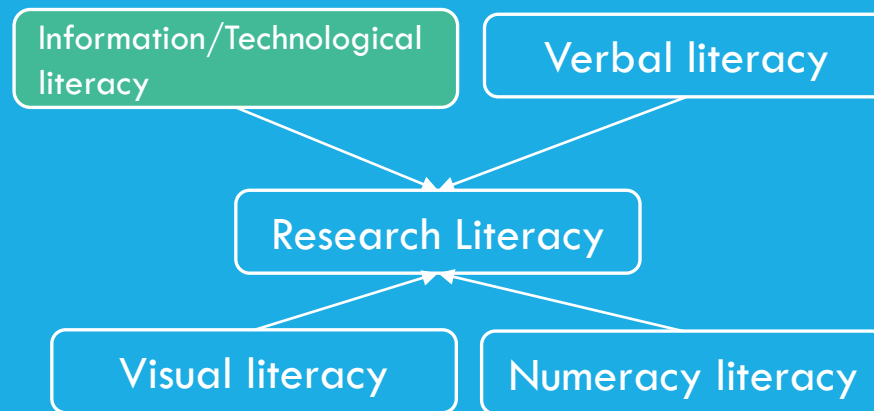 Information/Technological
literacy
Verbal literacy
Research Literacy
Visual literacy
Numeracy literacy